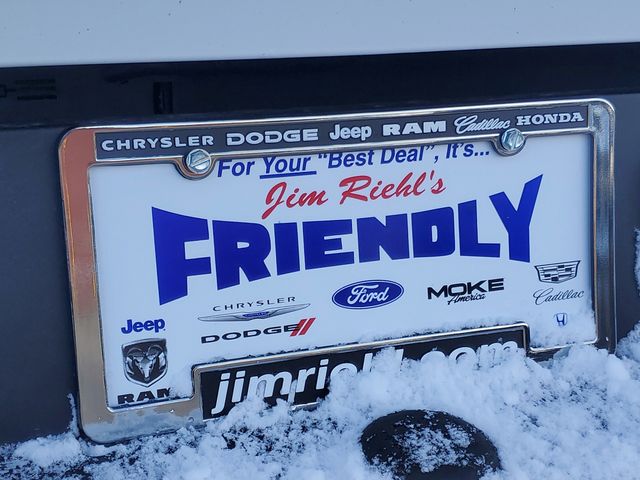 CHRYSLER DODGE Jeep RAM Cadillac HONDA
For Your "Best Deal", It's...
Jim Riehl's
FRIENDLY
Jeep
RAM
CHRYSLER
DODGE
Ford
MOKE
America
Cadillac
jimriehl.com